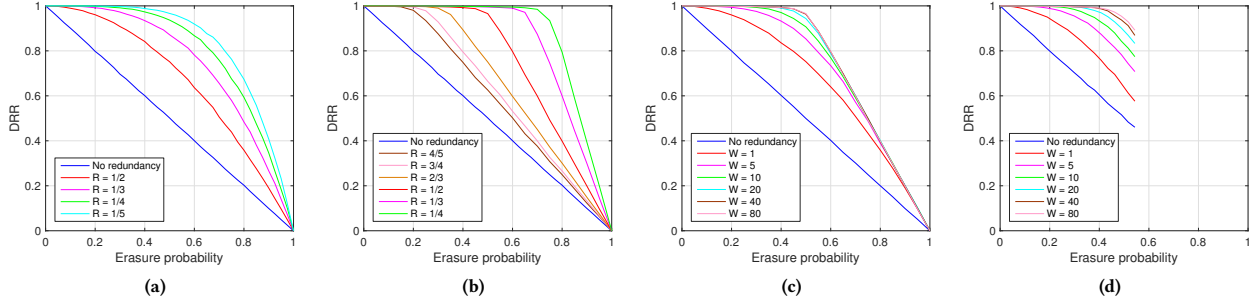 1
0.8
0.6
0.4
0.2
0
DRR
No redundancy
R = 1/2
R = 1/3
R = 1/4
R = 1/5
0 0.2 0.4 0.6 0.8 1
Erasure probability
(a)
1
0.8
0.6
0.4
0.2
0
DRR
No redundancy
R = 4/5
R = 3/4
R = 2/3
R = 1/2
R = 1/3
R = 1/4
0 0.2 0.4 0.6 0.8 1
Erasure probability
(b)
1
0.8
0.6
0.4
0.2
0
DRR
No redundancy
W = 1
W = 5
W = 10
W = 20
W = 40
W = 80
0 0.2 0.4 0.6 0.8 1
Erasure probability
(c)
1
0.8
0.6
0.4
0.2
0
DRR
No redundancy
W = 1
W = 5
W = 10
W = 20
W = 40
W = 80
0 0.2 0.4 0.6 0.8 1
Erasure probability
(d)